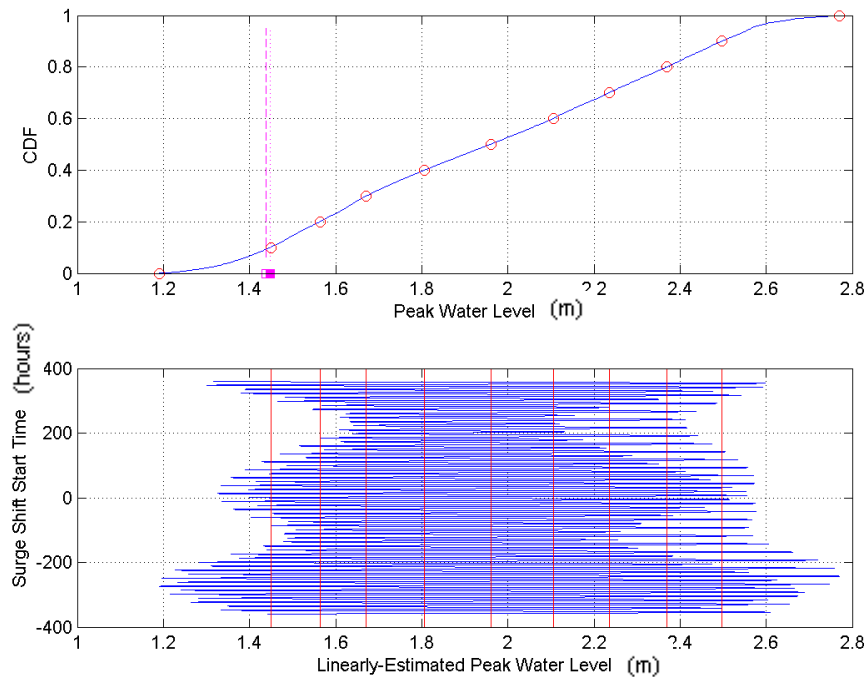 1
0.8
0.6
0.4
0.2
0
CDF
1 1.2 1.4 1.6 1.8 2 2.2 2.4 2.6 2.8
Peak Water Level (m)
400
200
0
-200
-400
Surge Shift Start Time (hours)
1 1.2 1.4 1.6 1.8 2 2.2 2.4 2.6 2.8
Linearly-Estimated Peak Water Level (m)